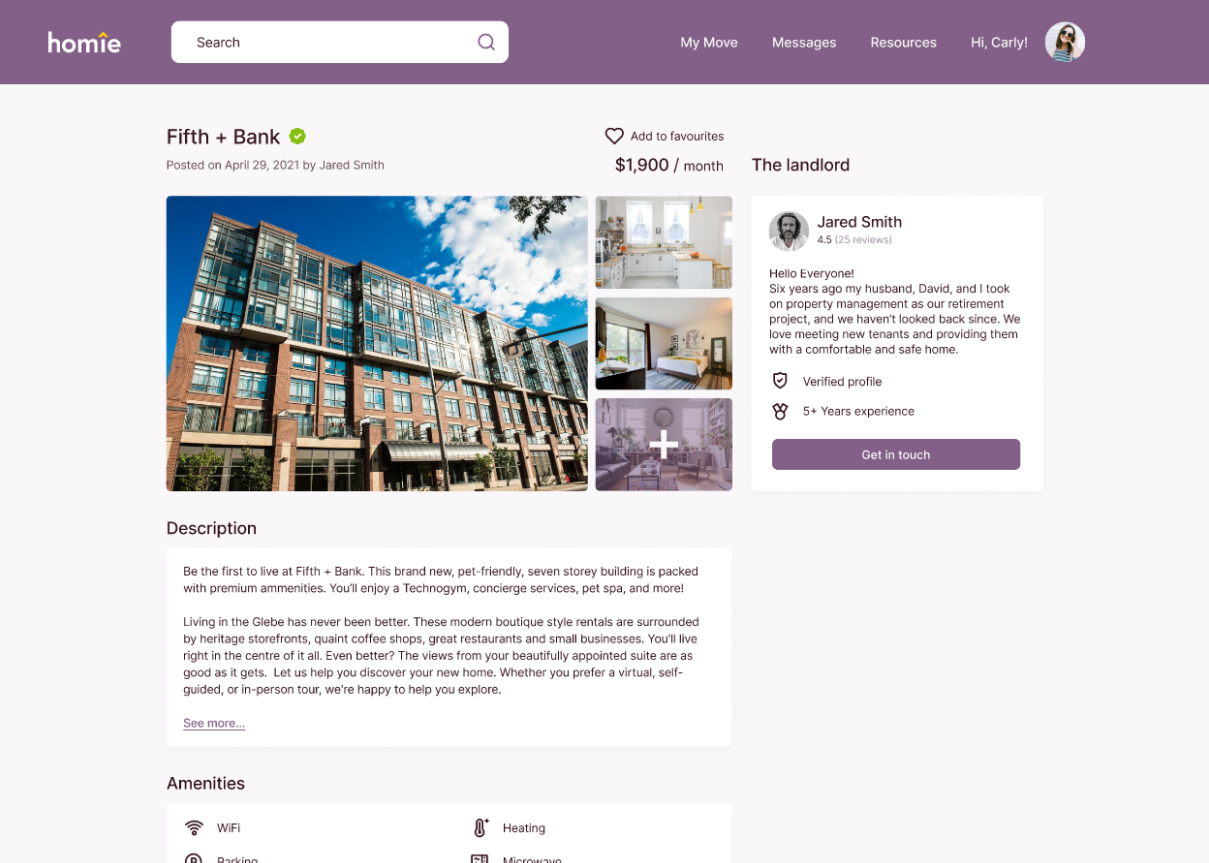 homie
Search
My Move
Messages
Resources
Hi, Carly!
Fifth + Bank
Posted on April 29, 2021 by Jared Smith
Add to favourites
$1,900 / month
The landlord
Jared Smith
4.5 (25 reviews)
Hello Everyone!
Six years ago my husband, David, and I took
on property management as our retirement
project, and we haven't looked back since. We
love meeting new tenants and providing them
with a comfortable and safe home.
Verified profile
5+ Years experience
Get in touch
Description
Be the first to live at Fifth + Bank. This brand new, pet-friendly, seven storey building is packed
with premium ammenities. You'll enjoy a Technogym, concierge services, pet spa, and more!
Living in the Glebe has never been better. These modern boutique style rentals are surrounded
by heritage storefronts, quaint coffee shops, great restaurants and small businesses. You'll live
right in the centre of it all. Even better? The views from your beautifully appointed suite are as
good as it gets.  Let us help you discover your new home. Whether you prefer a virtual, self-
guided, or in-person tour, we're happy to help you explore.
See more...
Amenities
WiFi
Heating
Parking
Microwave